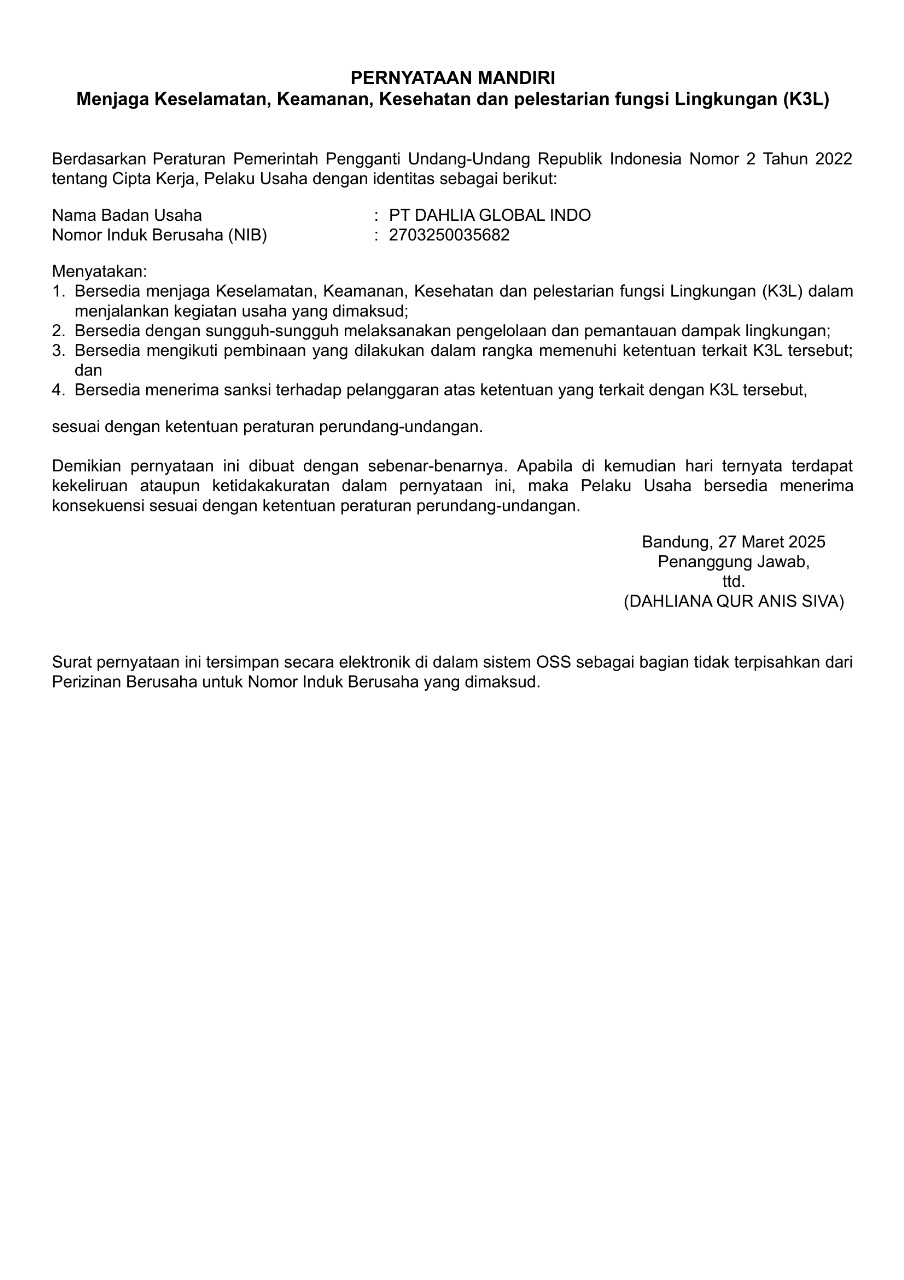 PERNYATAAN MANDIRI
Menjaga Keselamatan, Keamanan, Kesehatan dan pelestarian fungsi Lingkungan (K3L)
Berdasarkan Peraturan Pemerintah Pengganti Undang-Undang Republik Indonesia Nomor 2 Tahun 2022
tentang Cipta Kerja, Pelaku Usaha dengan identitas sebagai berikut:
Nama Badan Usaha : PT DAHLIA GLOBAL INDO
Nomor Induk Berusaha (NIB) : 2703250035682
Menyatakan:
1. Bersedia menjaga Keselamatan, Keamanan, Kesehatan dan pelestarian fungsi Lingkungan (K3L) dalam
menjalankan kegiatan usaha yang dimaksud;
2. Bersedia dengan sungguh-sungguh melaksanakan pengelolaan dan pemantauan dampak lingkungan;
3. Bersedia mengikuti pembinaan yang dilakukan dalam rangka memenuhi ketentuan terkait K3L tersebut;
dan
4. Bersedia menerima sanksi terhadap pelanggaran atas ketentuan yang terkait dengan K3L tersebut,
sesuai dengan ketentuan peraturan perundang-undangan.
Demikian pernyataan ini dibuat dengan sebenar-benarnya. Apabila di kemudian hari ternyata terdapat
kekeliruan ataupun ketidakakuratan dalam pernyataan ini, maka Pelaku Usaha bersedia menerima
konsekuensi sesuai dengan ketentuan peraturan perundang-undangan.
Bandung, 27 Maret 2025
Penanggung Jawab,
ttd.
(DAHLIANA QUR ANIS SIVA)
Surat pernyataan ini tersimpan secara elektronik di dalam sistem OSS sebagai bagian tidak terpisahkan dari
Perizinan Berusaha untuk Nomor Induk Berusaha yang dimaksud.